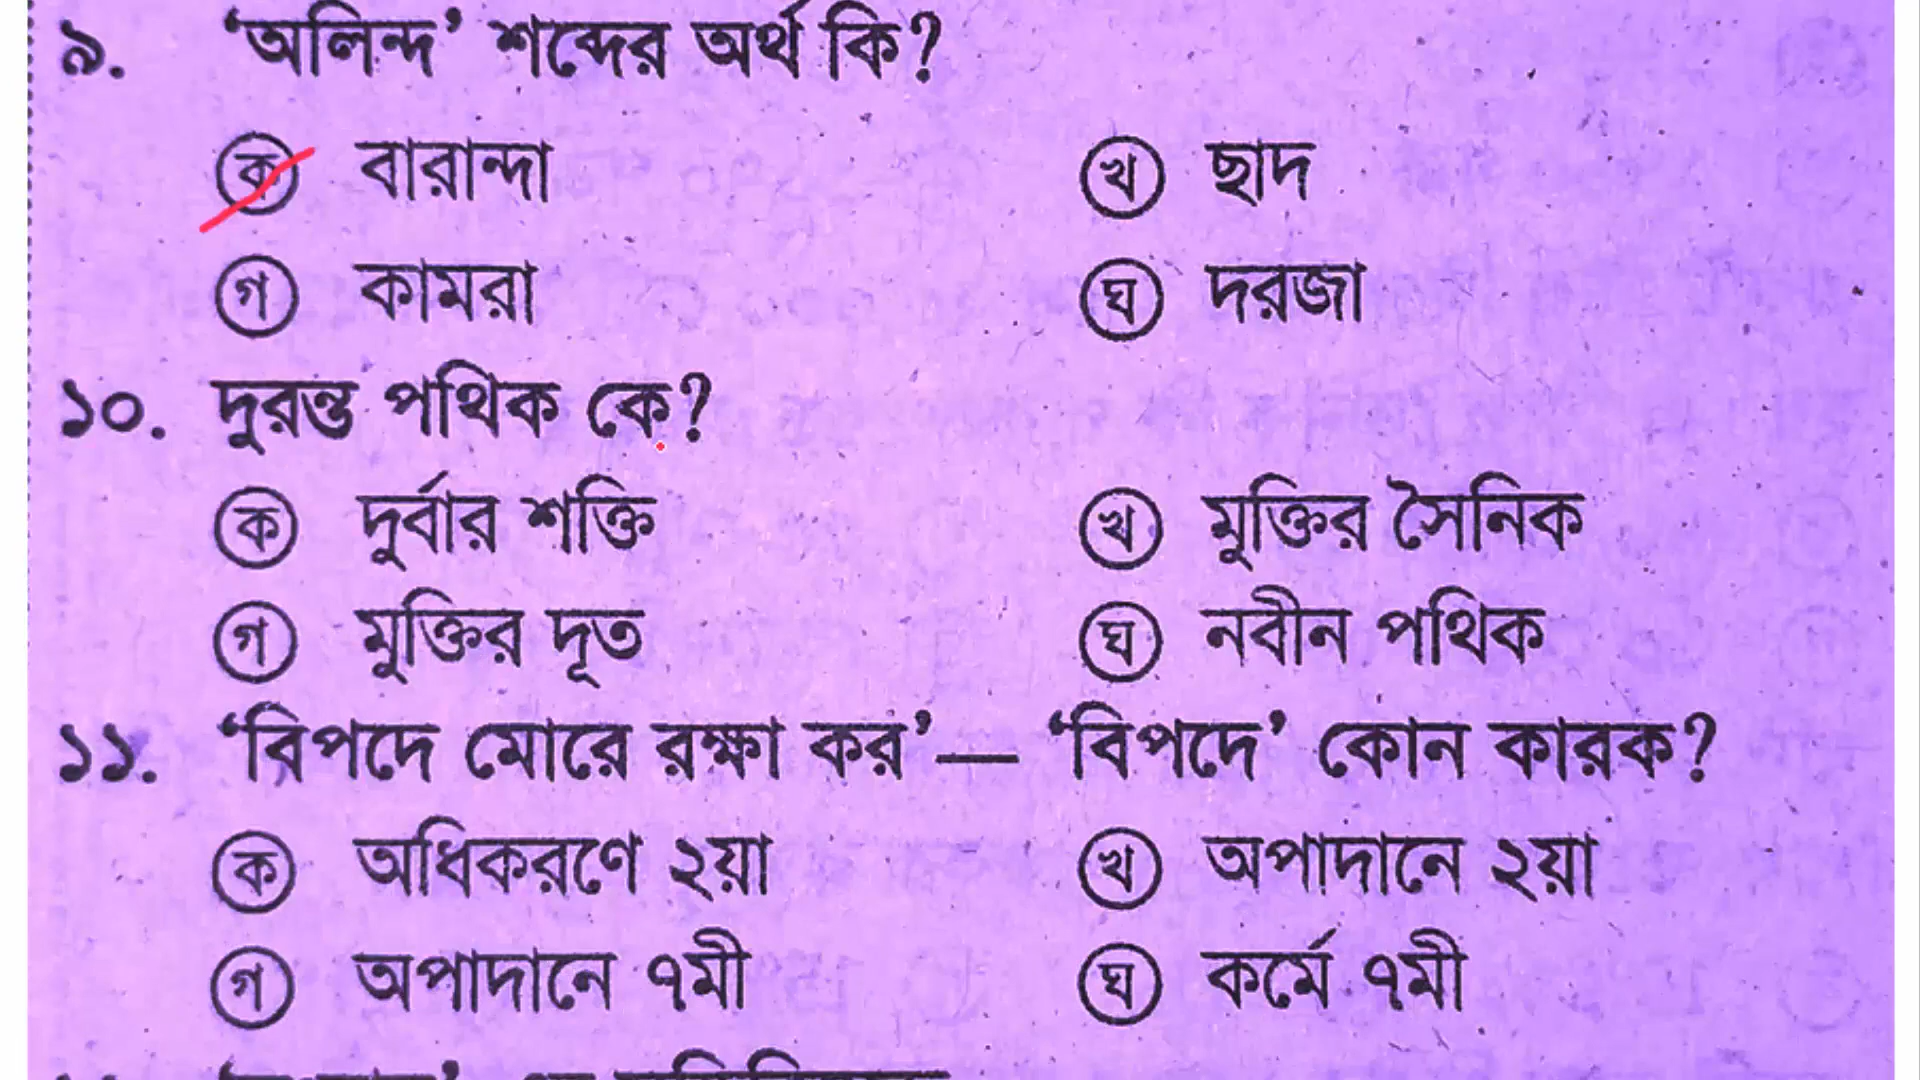 ৯. ‘অলিন্দ’ শব্দের অর্থ কি?
ক বারান্দা খ ছাদ
গ কামরা ঘ দরজা
১০. দুরন্ত পথিক কে?
ক দুর্বার শক্তি খ মুক্তির সৈনিক
গ মুক্তির দূত ঘ নবীন পথিক
১১. ‘বিপদে মোরে রক্ষা কর’— ‘বিপদে’ কোন কারক?
ক অধিকরণে ২য়া খ অপাদানে ২য়া
গ অপাদানে ৭মী ঘ কর্মে ৭মী